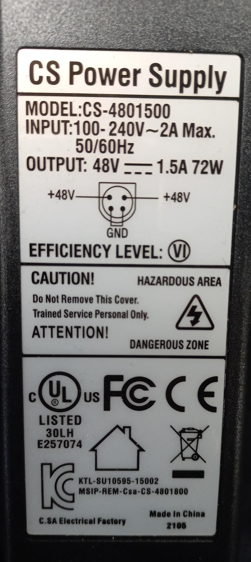 CS Power Supply
MODEL:CS-4801500
INPUT:100-240V~2A Max.
50/60Hz
OUTPUT: 48V⎓1.5A 72W
+48V +48V
GND
EFFICIENCY LEVEL: VI
CAUTION! HAZARDOUS AREA
Do Not Remove This Cover.
Trained Service Personal Only.
ATTENTION!
DANGEROUS ZONE
C UL US FC CE
LISTED
30LH
E257074
KC
KTL-SU10595-15002
MSIP-REM-Csa-CS-4801800
C.SA Electrical Factory
Made in China
2106